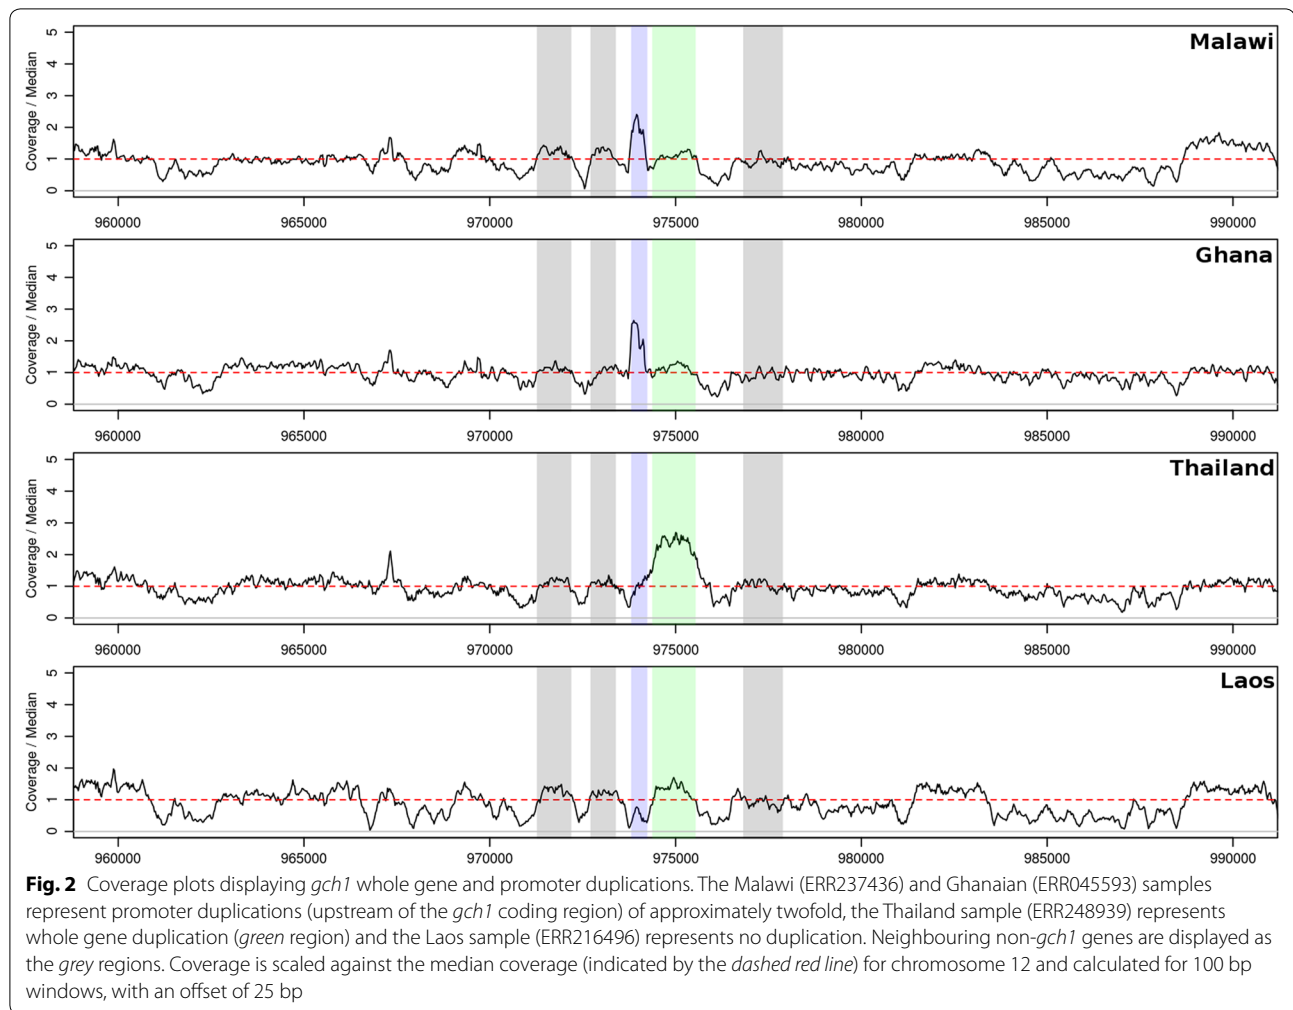 Malawi
Coverage / Median
5
4
3
2
1
0
960000 965000 970000 975000 980000 985000 990000
Ghana
Coverage / Median
5
4
3
2
1
0
960000 965000 970000 975000 980000 985000 990000
Thailand
Coverage / Median
5
4
3
2
1
0
960000 965000 970000 975000 980000 985000 990000
Laos
Coverage / Median
5
4
3
2
1
0
960000 965000 970000 975000 980000 985000 990000
Fig. 2 Coverage plots displaying gch1 whole gene and promoter duplications. The Malawi (ERR237436) and Ghanaian (ERR045593) samples
represent promoter duplications (upstream of the gch1 coding region) of approximately twofold, the Thailand sample (ERR248939) represents
whole gene duplication (green region) and the Laos sample (ERR216496) represents no duplication. Neighbouring non-gch1 genes are displayed as
the grey regions. Coverage is scaled against the median coverage (indicated by the dashed red line) for chromosome 12 and calculated for 100 bp
windows, with an offset of 25 bp